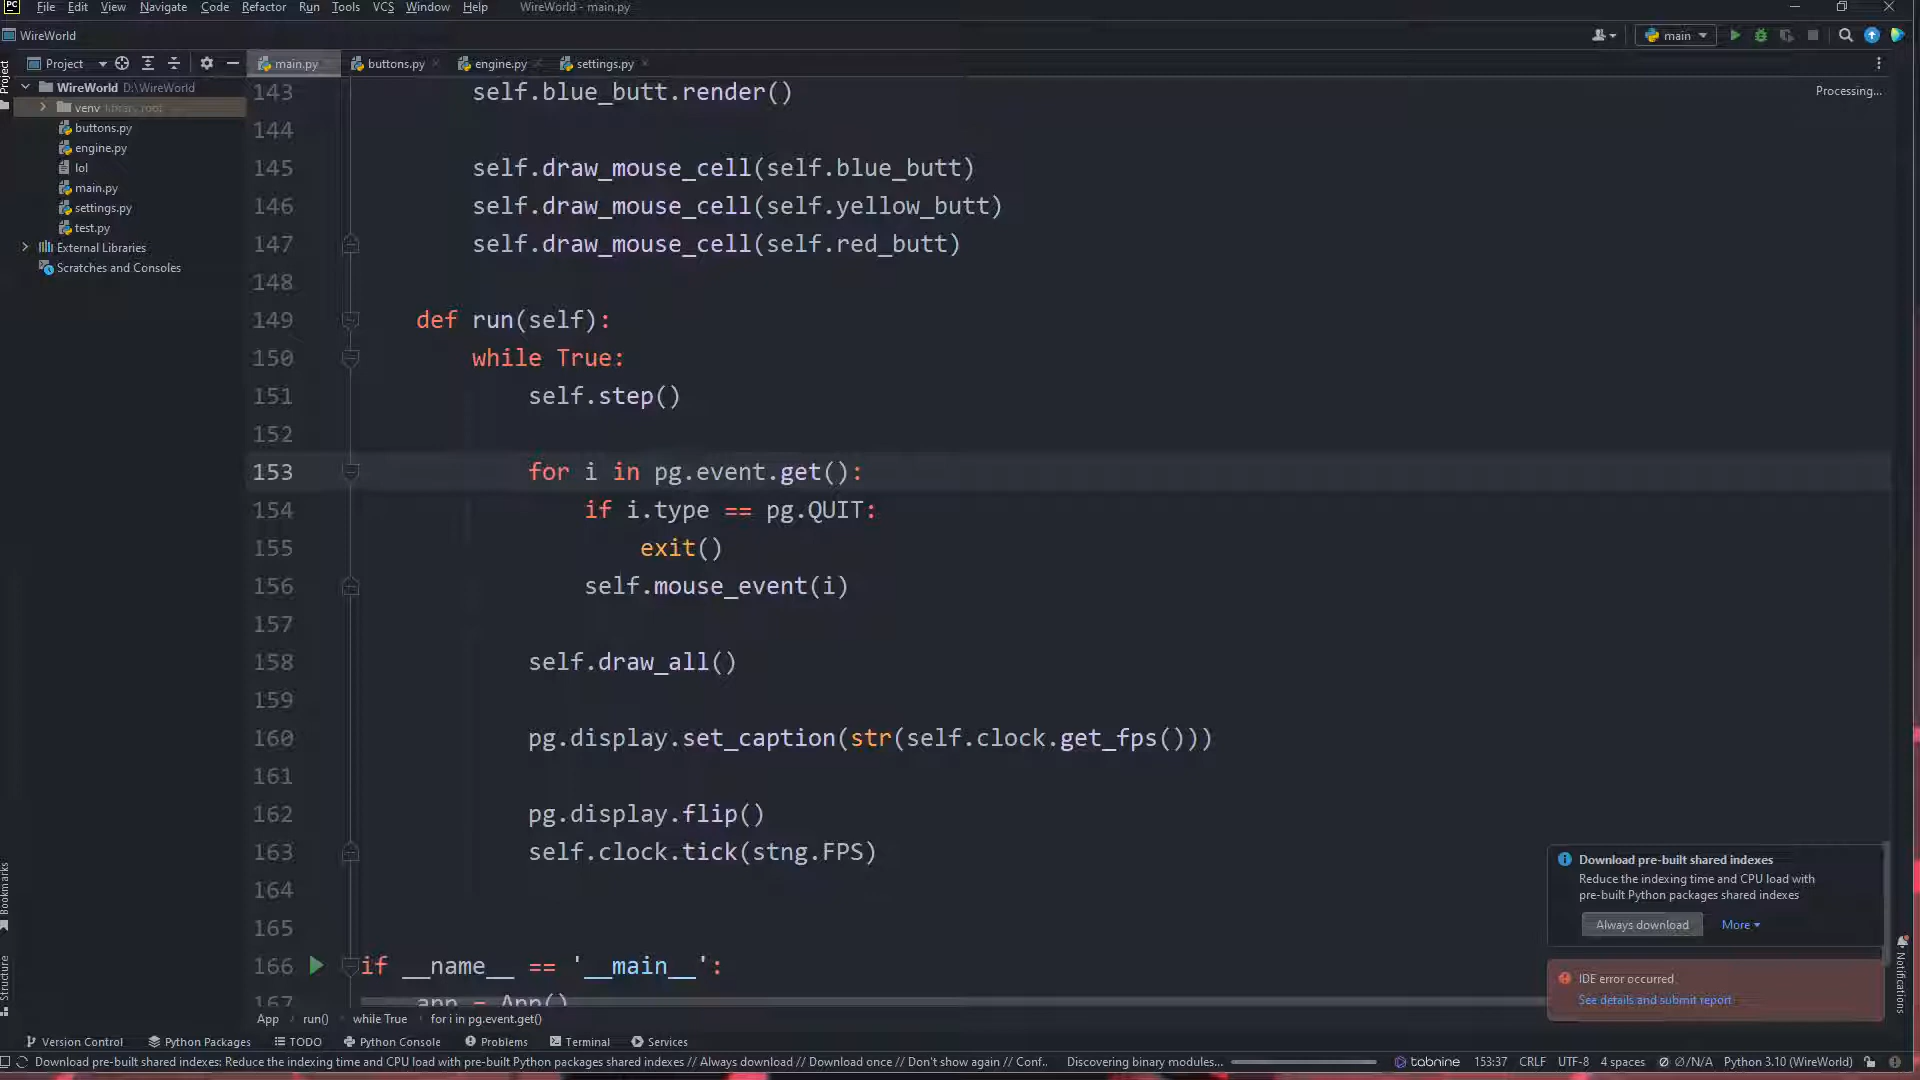 PC File Edit View Navigate Code Refactor Run Tools VCS Window Help WireWorld - main.py
WireWorld main
Project main.py buttons.py engine.py settings.py
Project
WireWorld D:\WireWorld
venv library root
buttons.py
engine.py
lol
main.py
settings.py
test.py
External Libraries
Scratches and Consoles
Processing...
143 self.blue_butt.render()
144
145 self.draw_mouse_cell(self.blue_butt)
146 self.draw_mouse_cell(self.yellow_butt)
147 self.draw_mouse_cell(self.red_butt)
148
149 def run(self):
150 while True:
151 self.step()
152
153 for i in pg.event.get():
154 if i.type == pg.QUIT:
155 exit()
156 self.mouse_event(i)
157
158 self.draw_all()
159
160 pg.display.set_caption(str(self.clock.get_fps()))
161
162 pg.display.flip()
163 self.clock.tick(stng.FPS)
164
165
166 if __name__ == '__main__':
167 app = App()
App run() while True for i in pg.event.get()
Bookmarks
Structure
Notifications
Download pre-built shared indexes
Reduce the indexing time and CPU load with
pre-built Python packages shared indexes
Always download More
IDE error occurred
See details and submit report
Version Control Python Packages TODO Python Console Problems Terminal Services
Download pre-built shared indexes: Reduce the indexing time and CPU load with pre-built Python packages shared indexes // Always download // Download once // Don't show again // Conf.. Discovering binary modules... tabnine 153:37 CRLF UTF-8 4 spaces Ø/N/A Python 3.10 (WireWorld)